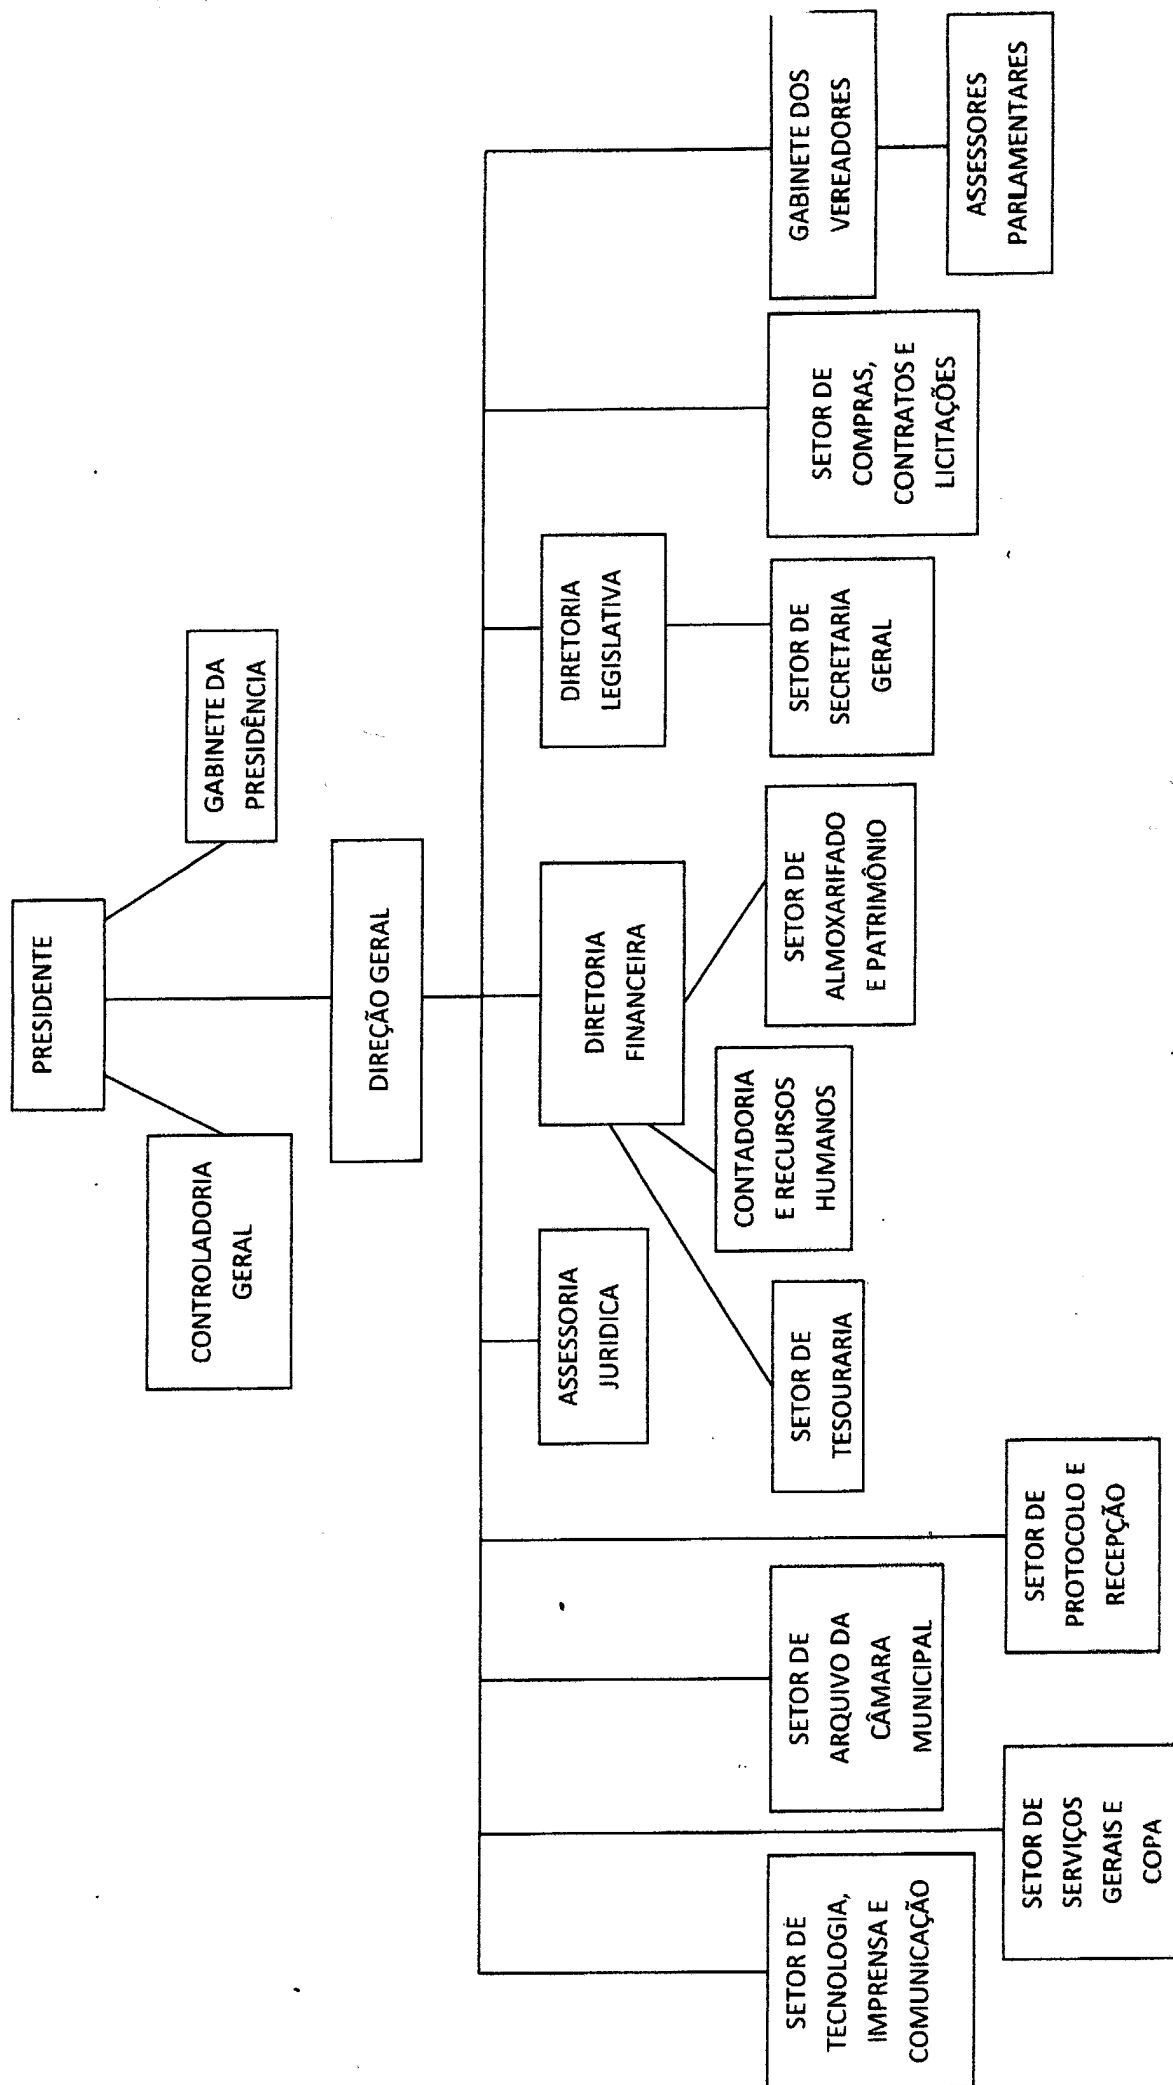 PRESIDENTE
CONTROLADORIA
GERAL
GABINETE DA
PRESIDÊNCIA
DIREÇÃO GERAL
ASSESSORIA
JURIDICA
DIRETORIA
FINANCEIRA
DIRETORIA
LEGISLATIVA
SETOR DE
TECNOLOGIA,
IMPRENSA E
COMUNICAÇÃO
SETOR DE
ARQUIVO DA
CÂMARA
MUNICIPAL
SETOR DE
TESOURARIA
CONTADORIA
E RECURSOS
HUMANOS
SETOR DE
ALMOXARIFADO
E PATRIMÔNIO
SETOR DE
SECRETARIA
GERAL
SETOR DE
COMPRAS,
CONTRATOS E
LICITAÇÕES
GABINETE DOS
VEREADORES
SETOR DE
SERVIÇOS
GERAIS E
COPA
SETOR DE
PROTOCOLO E
RECEPÇÃO
ASSESSORES
PARLAMENTARES